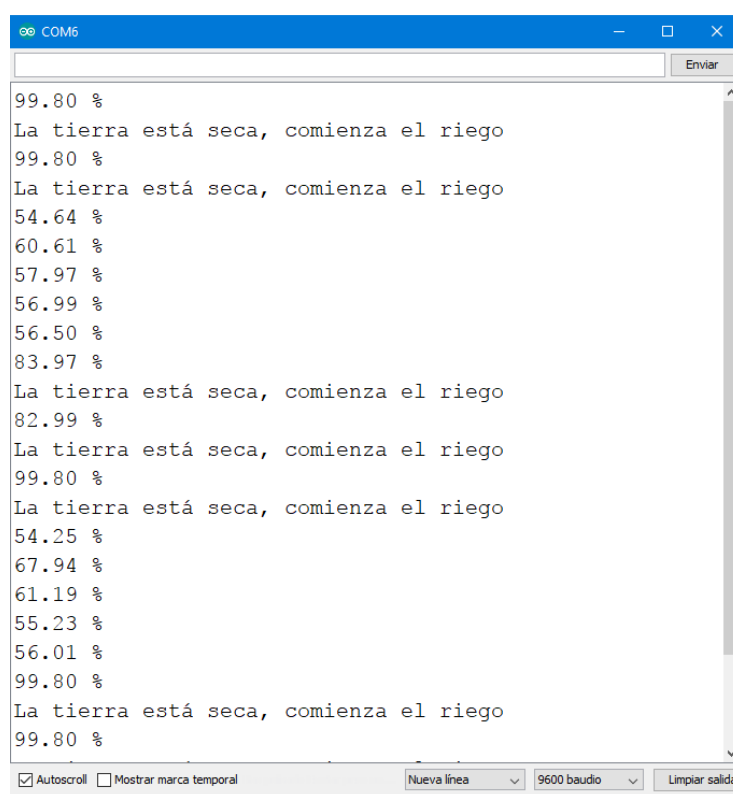 COM6
Enviar
99.80 %
La tierra está seca, comienza el riego
99.80 %
La tierra está seca, comienza el riego
54.64 %
60.61 %
57.97 %
56.99 %
56.50 %
83.97 %
La tierra está seca, comienza el riego
82.99 %
La tierra está seca, comienza el riego
99.80 %
La tierra está seca, comienza el riego
54.25 %
67.94 %
61.19 %
55.23 %
56.01 %
99.80 %
La tierra está seca, comienza el riego
99.80 %
Autoscroll Mostrar marca temporal Nueva línea 9600 baudio Limpiar salida